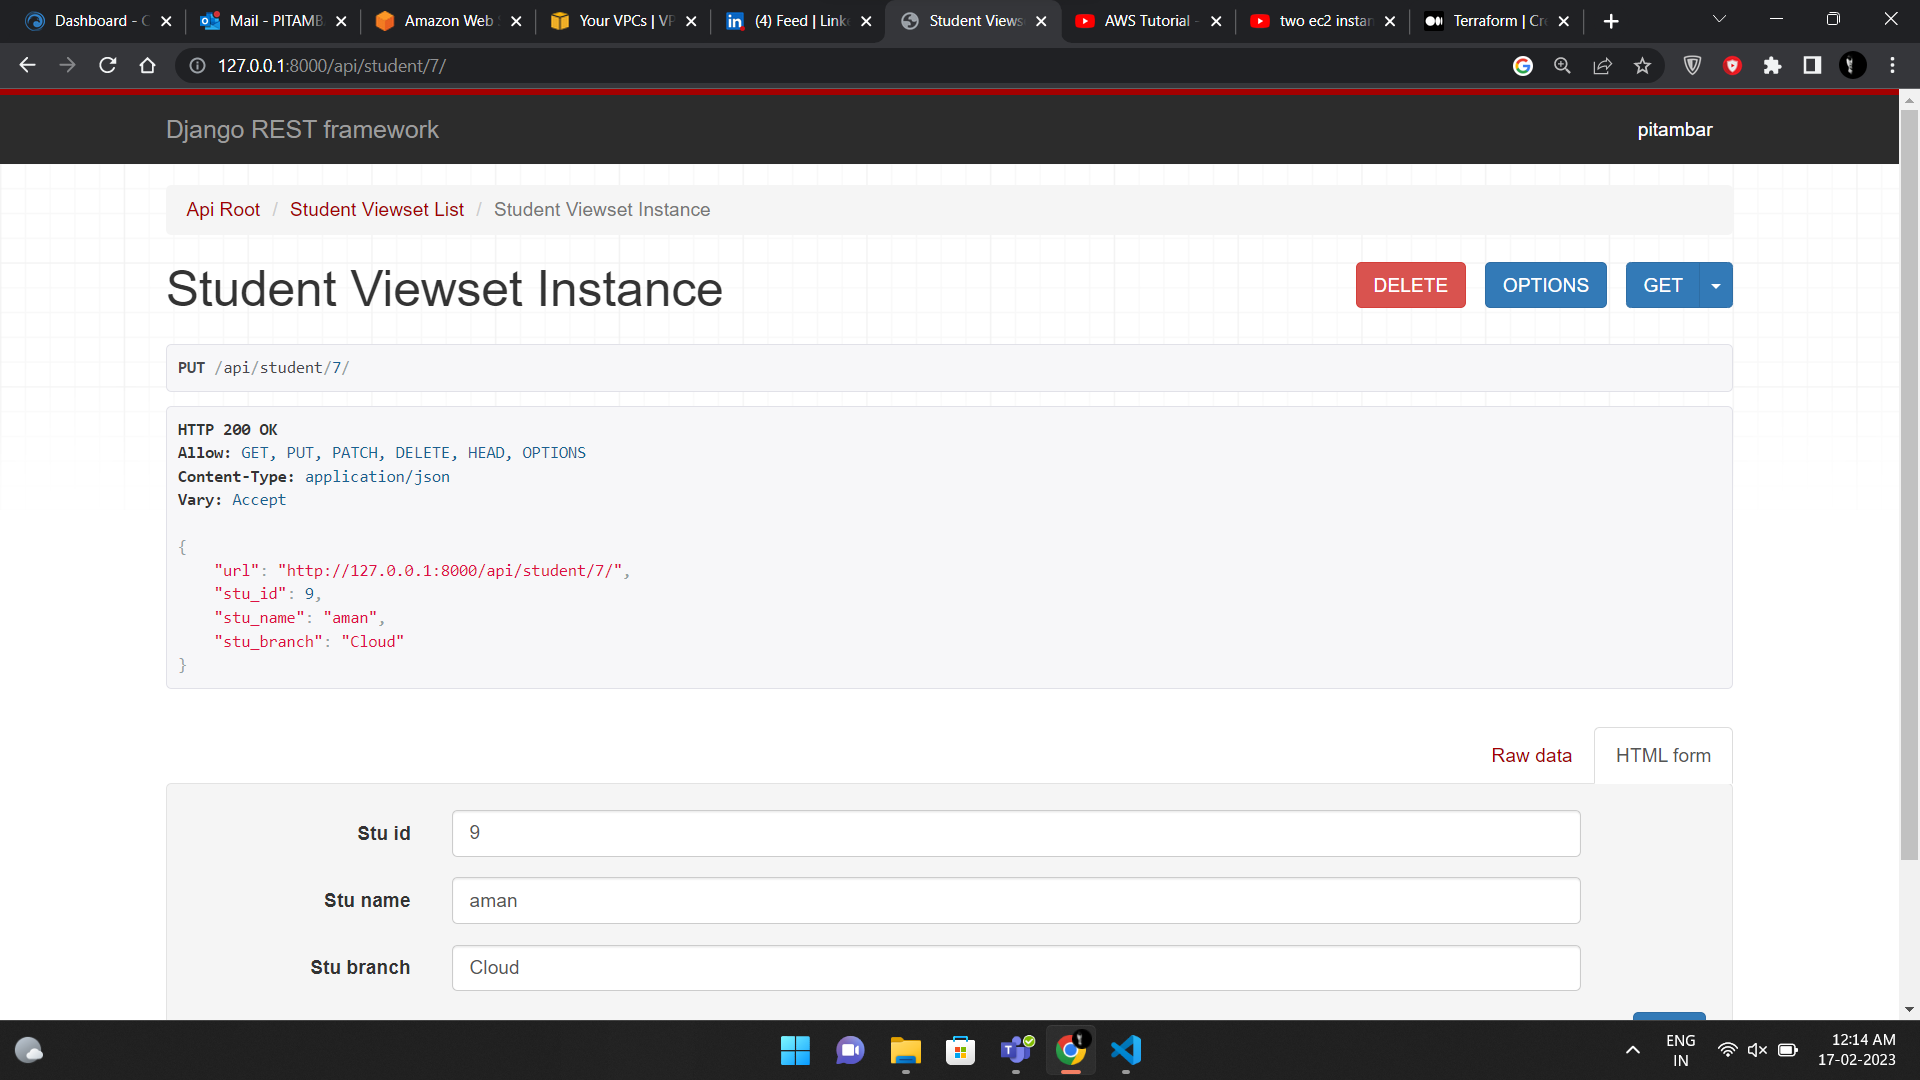 Dashboard - C
Mail - PITAMB
Amazon Web
Your VPCs | VP
(4) Feed | Linke
Student Views
AWS Tutorial -
two ec2 instan
Terraform | Cre
127.0.0.1:8000/api/student/7/
Django REST framework
pitambar
Api Root / Student Viewset List / Student Viewset Instance
Student Viewset Instance
DELETE
OPTIONS
GET
PUT /api/student/7/
HTTP 200 OK
Allow: GET, PUT, PATCH, DELETE, HEAD, OPTIONS
Content-Type: application/json
Vary: Accept
{
"url": "http://127.0.0.1:8000/api/student/7/",
"stu_id": 9,
"stu_name": "aman",
"stu_branch": "Cloud"
}
Raw data
HTML form
Stu id
9
Stu name
aman
Stu branch
Cloud
ENG
IN
12:14 AM
17-02-2023